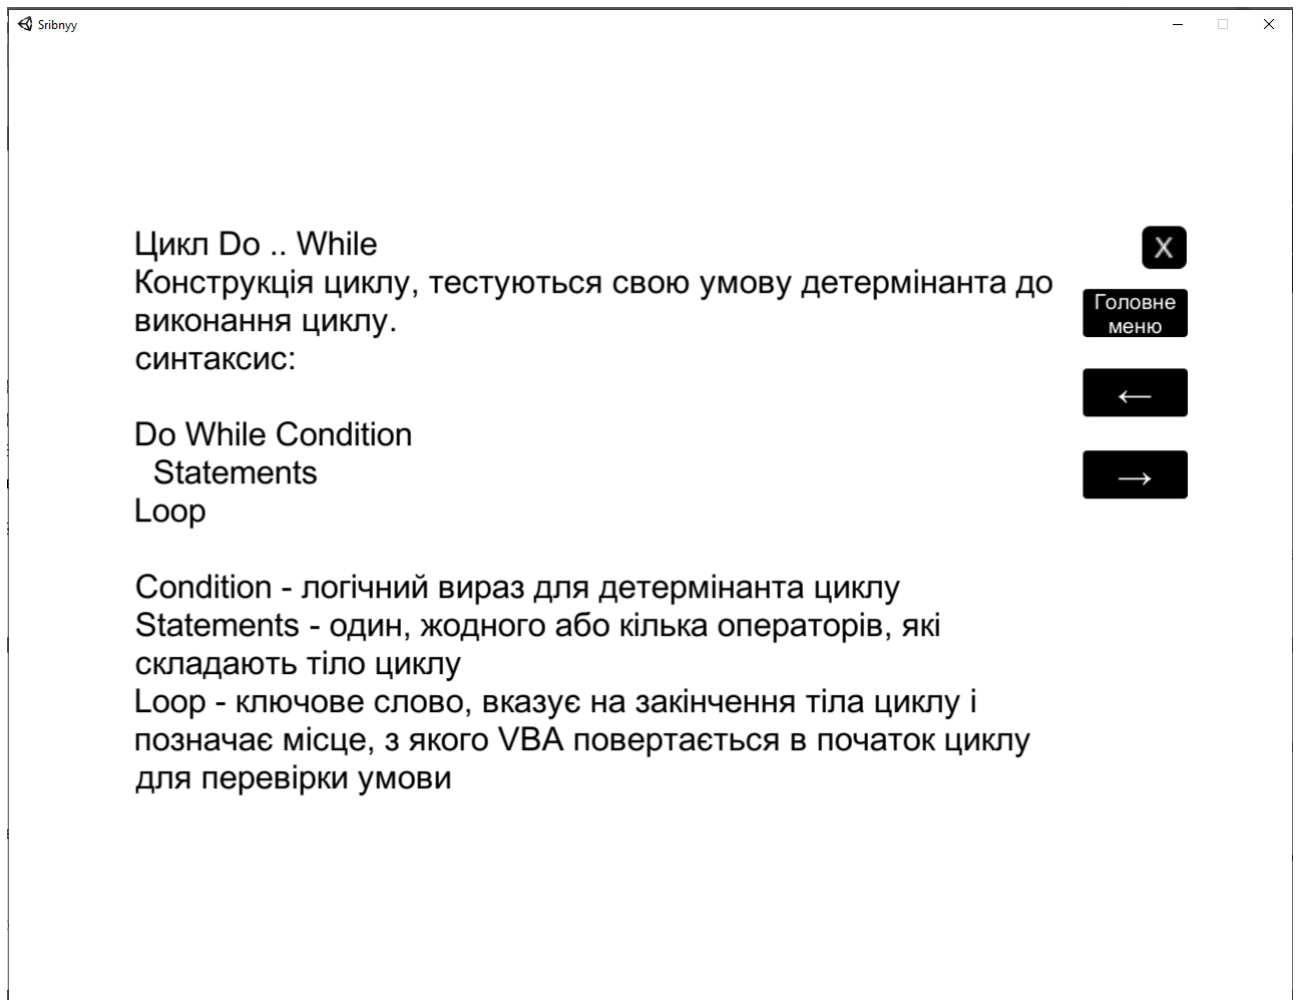 Sribnyy
Цикл Do .. While
Конструкція циклу, тестуються свою умову детермінанта до
виконання циклу.
синтаксис:
Do While Condition
Statements
Loop
Condition - логічний вираз для детермінанта циклу
Statements - один, жодного або кілька операторів, які
складають тіло циклу
Loop - ключове слово, вказує на закінчення тіла циклу і
позначає місце, з якого VBA повертається в початок циклу
для перевірки умови
X
Головне
меню
←
→